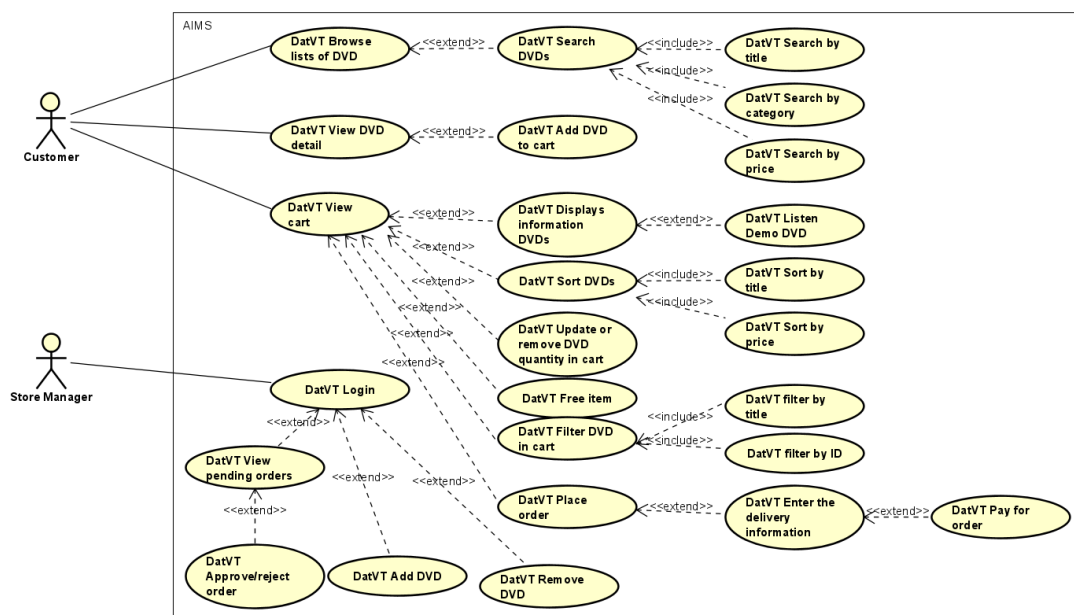 AIMS
DatVT Browse
lists of DVD
<<extend>>
DatVT Search
DVDs
<<include>>
DatVT Search by
title
<<include>>
DatVT Search by
category
<<include>>
DatVT Search by
price
Customer
DatVT View DVD
detail
<<extend>>
DatVT Add DVD
to cart
DatVT View
cart
<<extend>>
DatVT Displays
information
DVDs
<<extend>>
DatVT Listen
Demo DVD
<<extend>>
DatVT Sort DVDs
<<include>>
DatVT Sort by
title
<<include>>
DatVT Sort by
price
<<extend>>
DatVT Update or
remove DVD
quantity in cart
<<extend>>
DatVT Free item
<<extend>>
DatVT Filter DVD
in cart
<<include>>
DatVT filter by
title
<<include>>
DatVT filter by ID
<<extend>>
DatVT Place
order
<<extend>>
DatVT Enter the
delivery
information
<<extend>>
DatVT Pay for
order
Store Manager
DatVT Login
<<extend>>
DatVT View
pending orders
<<extend>>
DatVT
Approve/reject
order
<<extend>>
DatVT Add DVD
<<extend>>
DatVT Remove
DVD